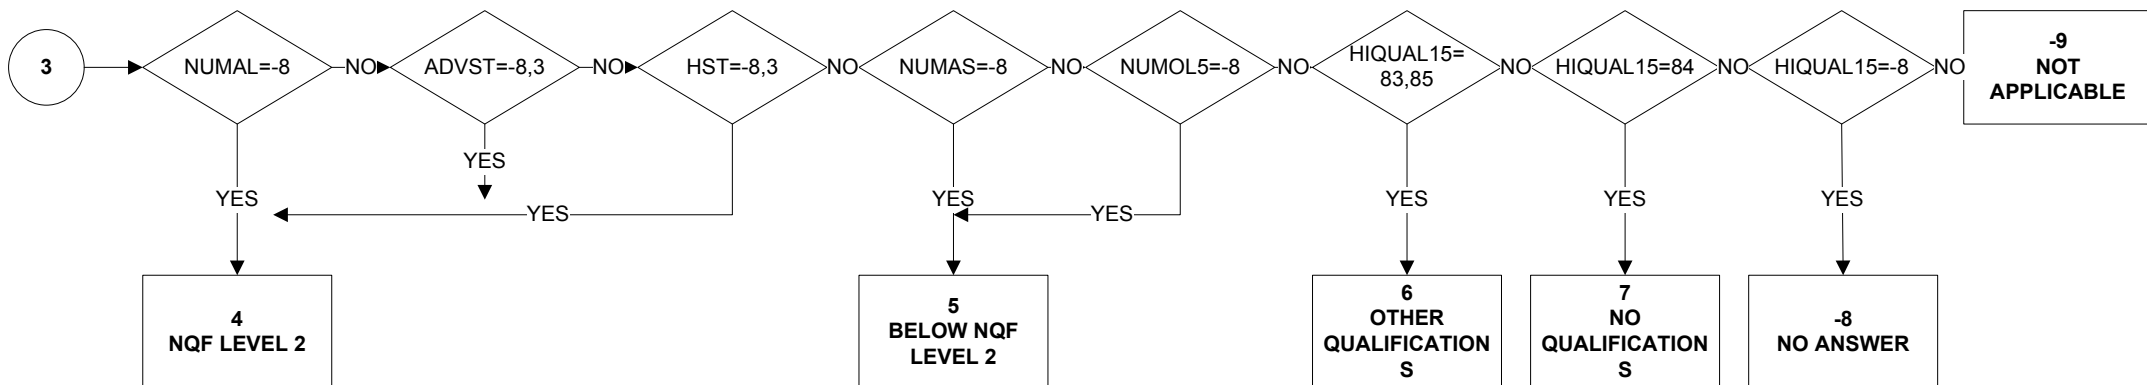 3
NUMAL=-8
NO
ADVST=-8,3
NO
HST=-8,3
NO
NUMAS=-8
NO
NUMOL5=-8
NO
HIQUAL15=
83,85
NO
HIQUAL15=84
NO
HIQUAL15=-8
NO
-9
NOT
APPLICABLE
YES
YES
YES
YES
YES
YES
YES
YES
4
NQF LEVEL 2
5
BELOW NQF
LEVEL 2
6
OTHER
QUALIFICATION
S
7
NO
QUALIFICATION
S
-8
NO ANSWER